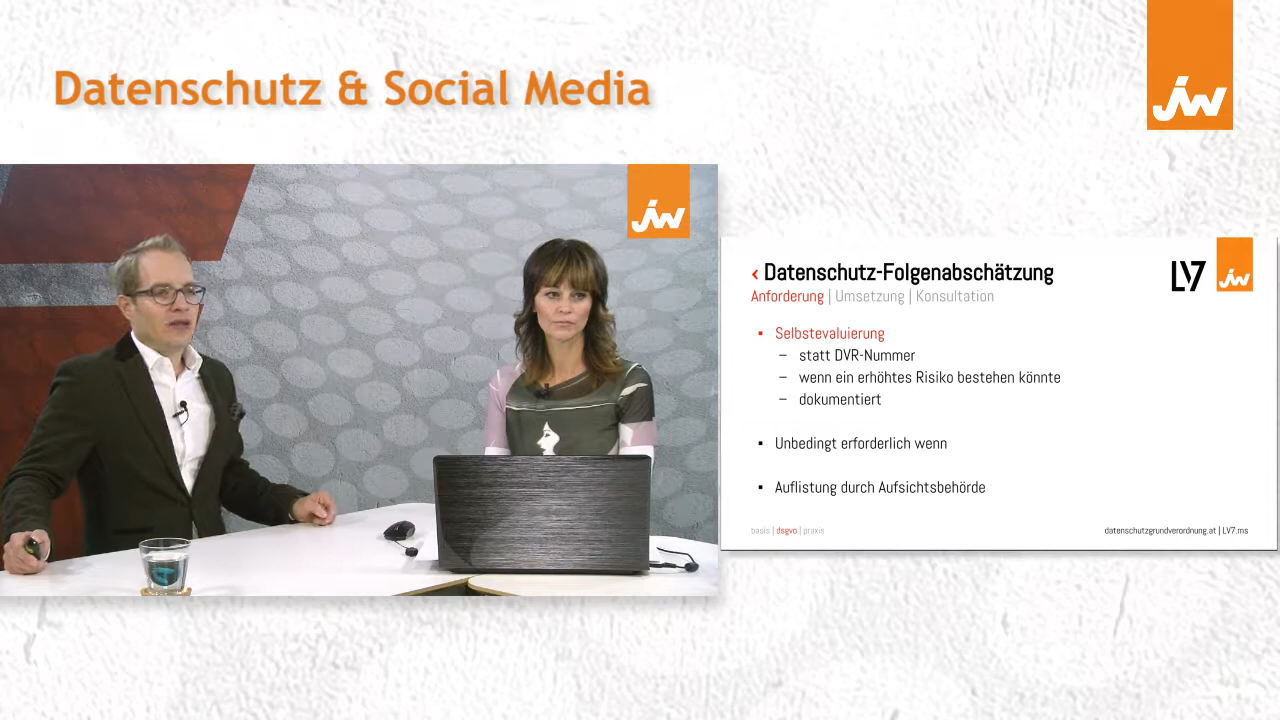 Datenschutz & Social Media
jw
jw
‹ Datenschutz-Folgenabschätzung
LV7
jw
Anforderung | Umsetzung | Konsultation
▪ Selbstevaluierung
– statt DVR-Nummer
– wenn ein erhöhtes Risiko bestehen könnte
– dokumentiert
▪ Unbedingt erforderlich wenn
▪ Auflistung durch Aufsichtsbehörde
basis | dsgvo | praxis
datenschutzgrundverordnung.at | LV7.ms